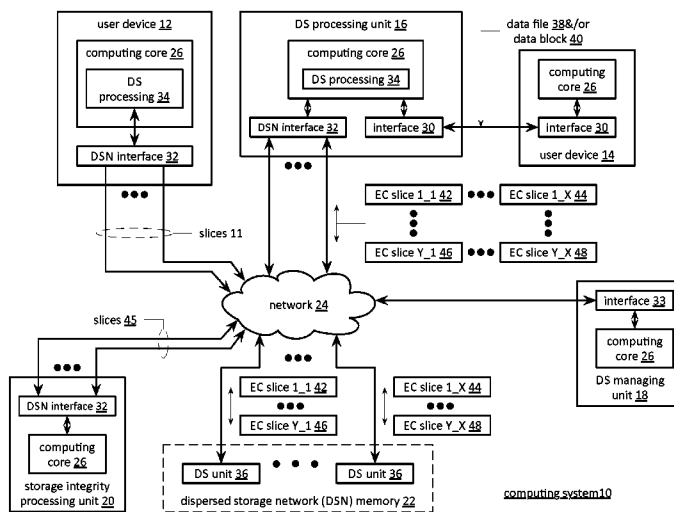 user device 12
computing core 26
DS
processing 34
DSN interface 32
slices 11
DS processing unit 16
computing core 26
DS processing 34
DSN interface 32
interface 30
data file 38&/or
data block 40
computing
core 26
interface 30
user device 14
EC slice 1_1 42
EC slice 1_X 44
EC slice Y_1 46
EC slice Y_X 48
network 24
interface 33
computing
core 26
DS managing
unit 18
slices 45
DSN interface 32
computing
core 26
storage integrity
processing unit 20
EC slice 1_1 42
EC slice 1_X 44
EC slice Y_1 46
EC slice Y_X 48
DS unit 36
DS unit 36
dispersed storage network (DSN) memory 22
computing system10